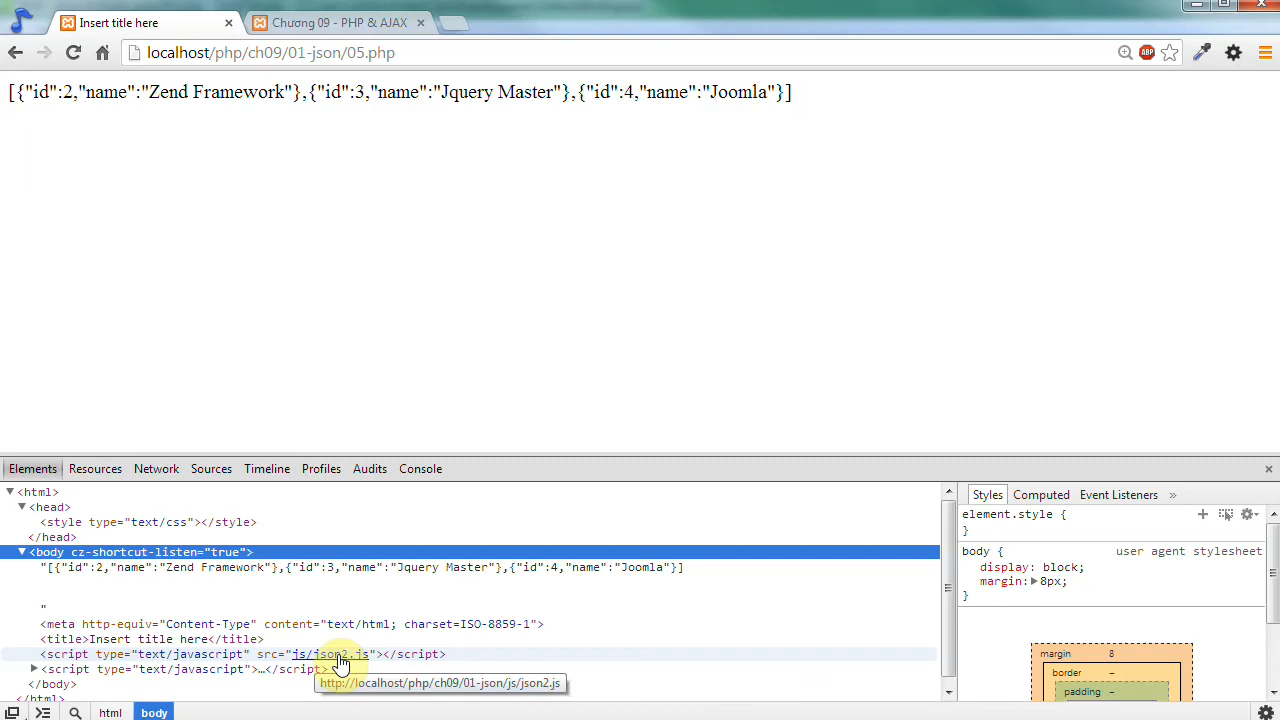 Insert title here
Chương 09 - PHP & AJAX
localhost/php/ch09/01-json/05.php
ABP
[{"id":2,"name":"Zend Framework"},{"id":3,"name":"Jquery Master"},{"id":4,"name":"Joomla"}]
Elements Resources Network Sources Timeline Profiles Audits Console
<html>
<head>
<style type="text/css"></style>
</head>
<body cz-shortcut-listen="true">
"[{"id":2,"name":"Zend Framework"},{"id":3,"name":"Jquery Master"},{"id":4,"name":"Joomla"}]
"
<meta http-equiv="Content-Type" content="text/html; charset=ISO-8859-1">
<title>Insert title here</title>
<script type="text/javascript" src="js/json2.js"></script>
<script type="text/javascript">…</script>
http://localhost/php/ch09/01-json/js/json2.js
</body>
</html>
html body
Styles Computed Event Listeners »
element.style {
}
body { user agent stylesheet
display: block;
margin: 8px;
}
margin 8
border –
padding –